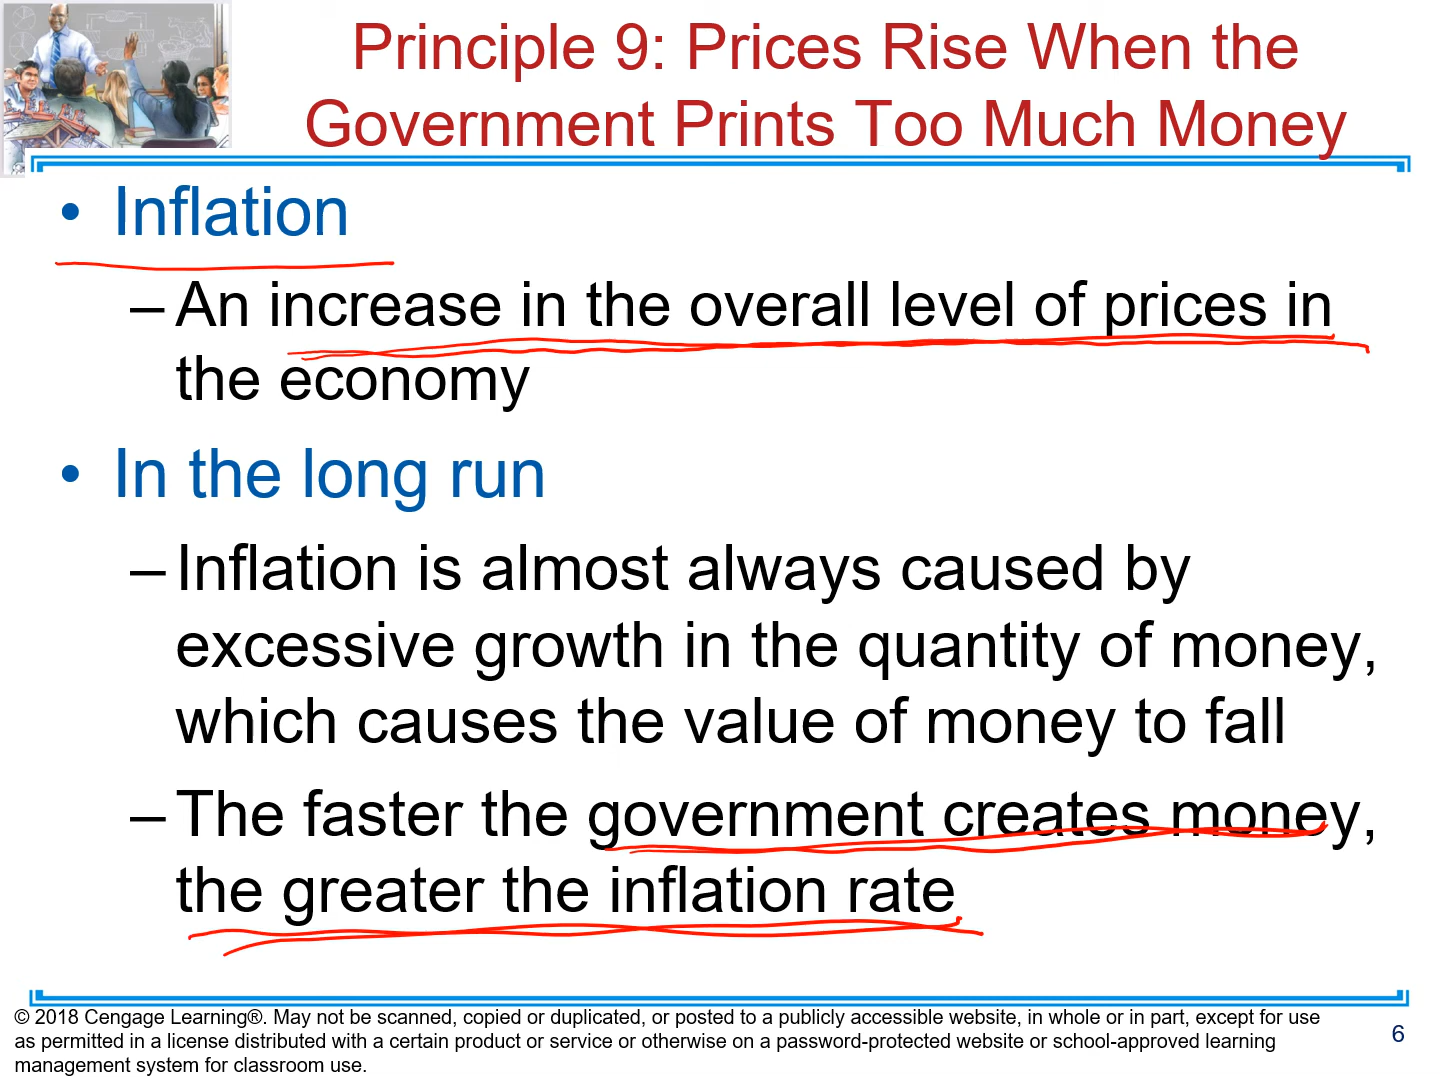 Principle 9: Prices Rise When the
Government Prints Too Much Money
• Inflation
– An increase in the overall level of prices in
the economy
• In the long run
– Inflation is almost always caused by
excessive growth in the quantity of money,
which causes the value of money to fall
– The faster the government creates money,
the greater the inflation rate
© 2018 Cengage Learning®. May not be scanned, copied or duplicated, or posted to a publicly accessible website, in whole or in part, except for use
as permitted in a license distributed with a certain product or service or otherwise on a password-protected website or school-approved learning
management system for classroom use.
6